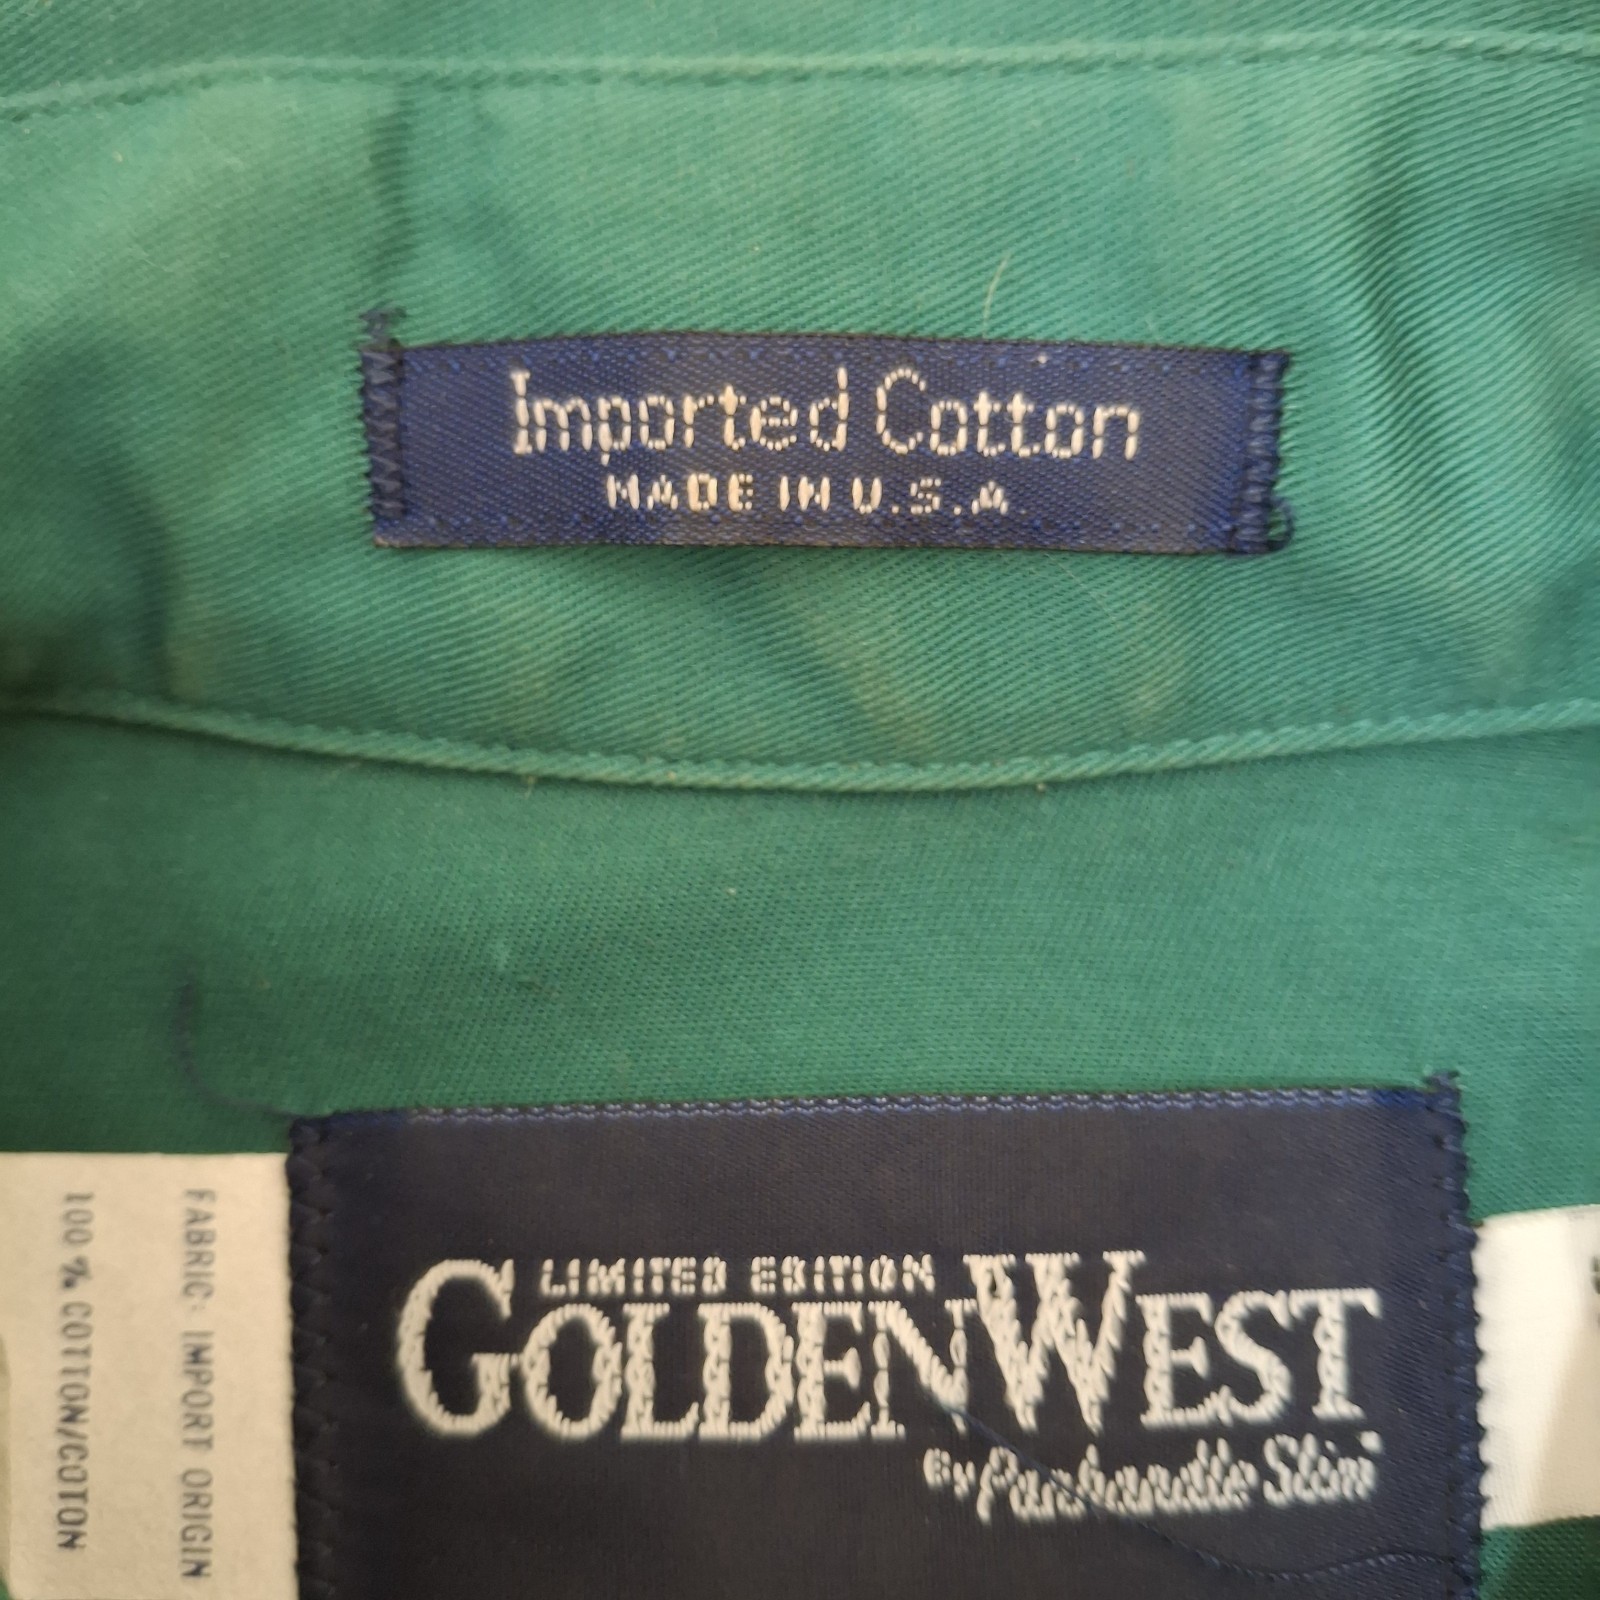 Imported Cotton
MADE IN U.S.A
LIMITED EDITION
GOLDENWEST
By Panhandle Slim
FABRIC: IMPORT ORIGIN
100 % COTTON/COTON